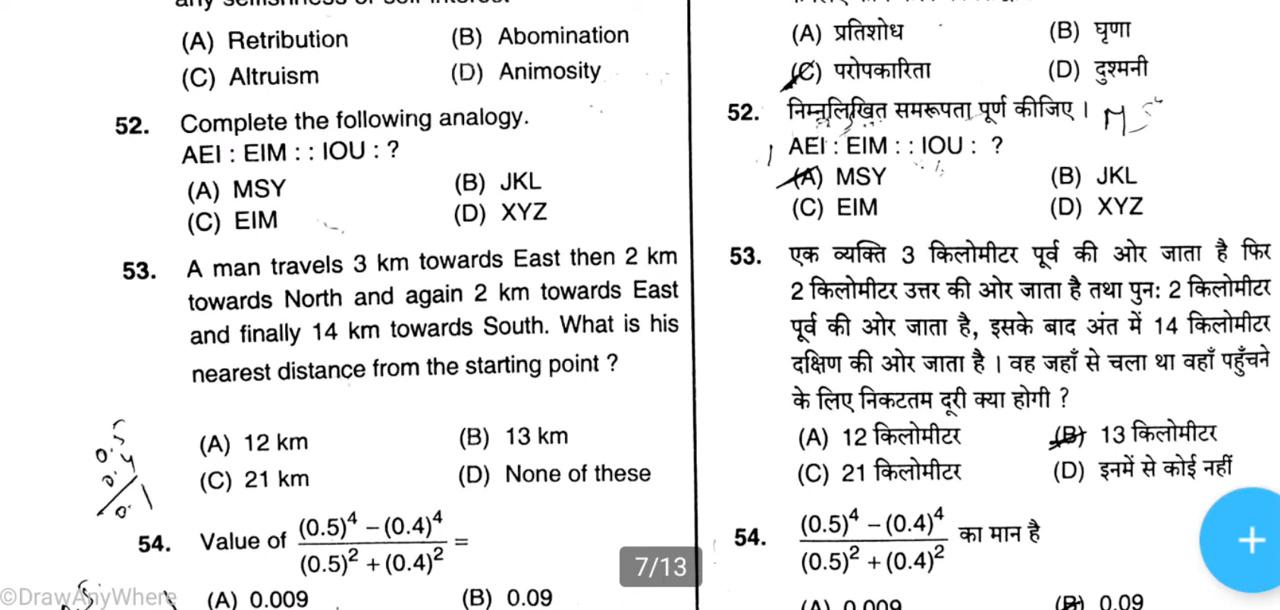 (A) Retribution (B) Abomination
(C) Altruism (D) Animosity
52. Complete the following analogy.
AEI : EIM : : IOU : ?
(A) MSY (B) JKL
(C) EIM (D) XYZ
53. A man travels 3 km towards East then 2 km
towards North and again 2 km towards East
and finally 14 km towards South. What is his
nearest distance from the starting point ?
(A) 12 km (B) 13 km
(C) 21 km (D) None of these
54. Value of \frac{(0.5)^4 – (0.4)^4}{(0.5)^2 + (0.4)^2} =
(A) 0.009 (B) 0.09
(A) प्रतिशोध (B) घृणा
(C) परोपकारिता (D) दुश्मनी
52. निम्नलिखित समरूपता पूर्ण कीजिए ।
AEI : EIM : : IOU : ?
(A) MSY (B) JKL
(C) EIM (D) XYZ
53. एक व्यक्ति 3 किलोमीटर पूर्व की ओर जाता है फिर
2 किलोमीटर उत्तर की ओर जाता है तथा पुन: 2 किलोमीटर
पूर्व की ओर जाता है, इसके बाद अंत में 14 किलोमीटर
दक्षिण की ओर जाता है । वह जहाँ से चला था वहाँ पहुँचने
के लिए निकटतम दूरी क्या होगी ?
(A) 12 किलोमीटर (B) 13 किलोमीटर
(C) 21 किलोमीटर (D) इनमें से कोई नहीं
54. \frac{(0.5)^4 – (0.4)^4}{(0.5)^2 + (0.4)^2} का मान है
(A) 0.009 (B) 0.09
7/13
©DrawAnyWhere